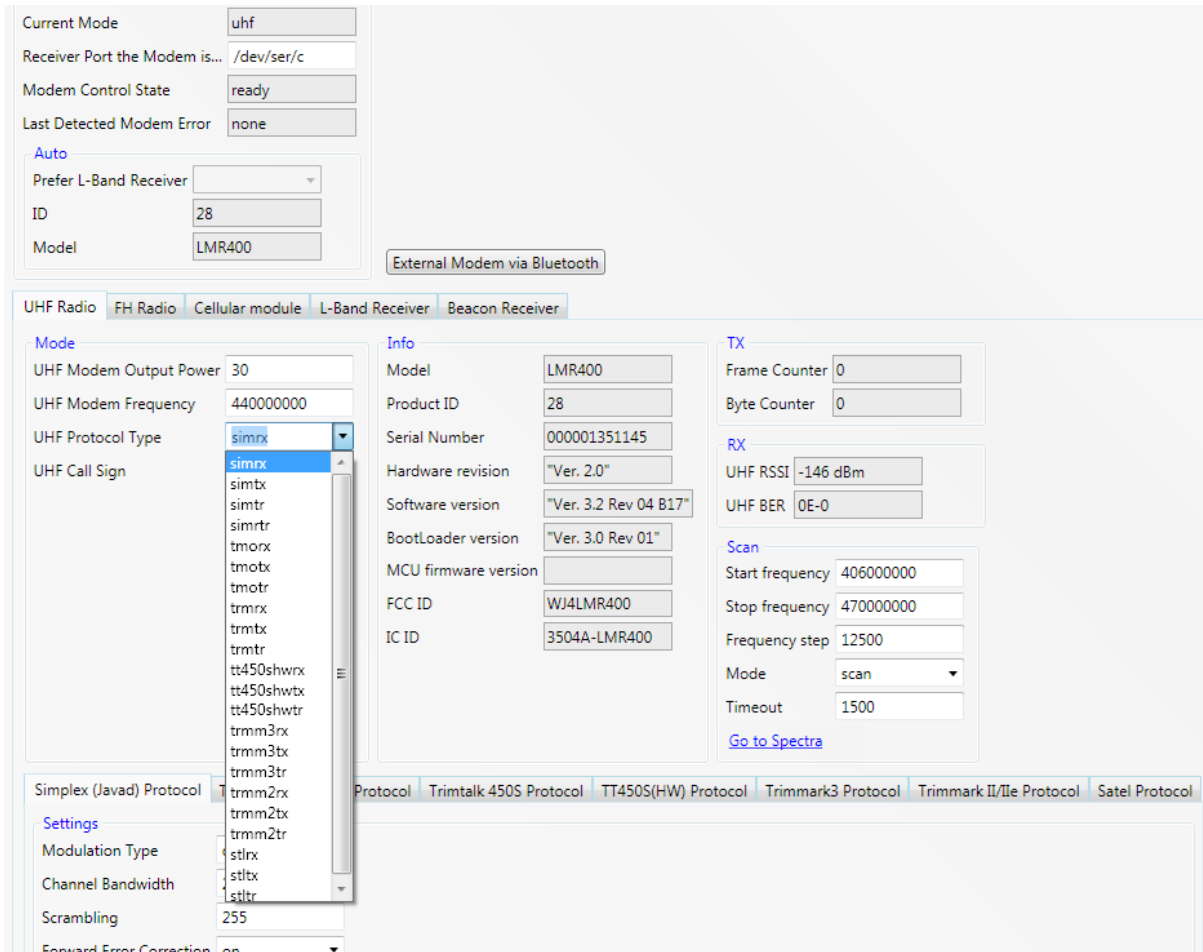 Current Mode uhf
Receiver Port the Modem is... /dev/ser/c
Modem Control State ready
Last Detected Modem Error none
Auto
Prefer L-Band Receiver
ID 28
Model LMR400
External Modem via Bluetooth
UHF Radio FH Radio Cellular module L-Band Receiver Beacon Receiver
Mode
UHF Modem Output Power 30
UHF Modem Frequency 440000000
UHF Protocol Type simrx
UHF Call Sign
simrx
simtx
simtr
simrtr
tmorx
tmotx
tmotr
trmrx
trmtx
trmtr
tt450shwrx
tt450shwtx
tt450shwtr
trmm3rx
trmm3tx
trmm3tr
trmm2rx
trmm2tx
trmm2tr
stlrx
stltx
stltr
Info
Model LMR400
Product ID 28
Serial Number 000001351145
Hardware revision "Ver. 2.0"
Software version "Ver. 3.2 Rev 04 B17"
BootLoader version "Ver. 3.0 Rev 01"
MCU firmware version
FCC ID WJ4LMR400
IC ID 3504A-LMR400
TX
Frame Counter 0
Byte Counter 0
RX
UHF RSSI -146 dBm
UHF BER 0E-0
Scan
Start frequency 406000000
Stop frequency 470000000
Frequency step 12500
Mode scan
Timeout 1500
Go to Spectra
Simplex (Javad) Protocol Protocol Trimtalk 450S Protocol TT450S(HW) Protocol Trimmark3 Protocol Trimmark II/IIe Protocol Satel Protocol
Settings
Modulation Type
Channel Bandwidth
Scrambling 255
Forward Error Correction on